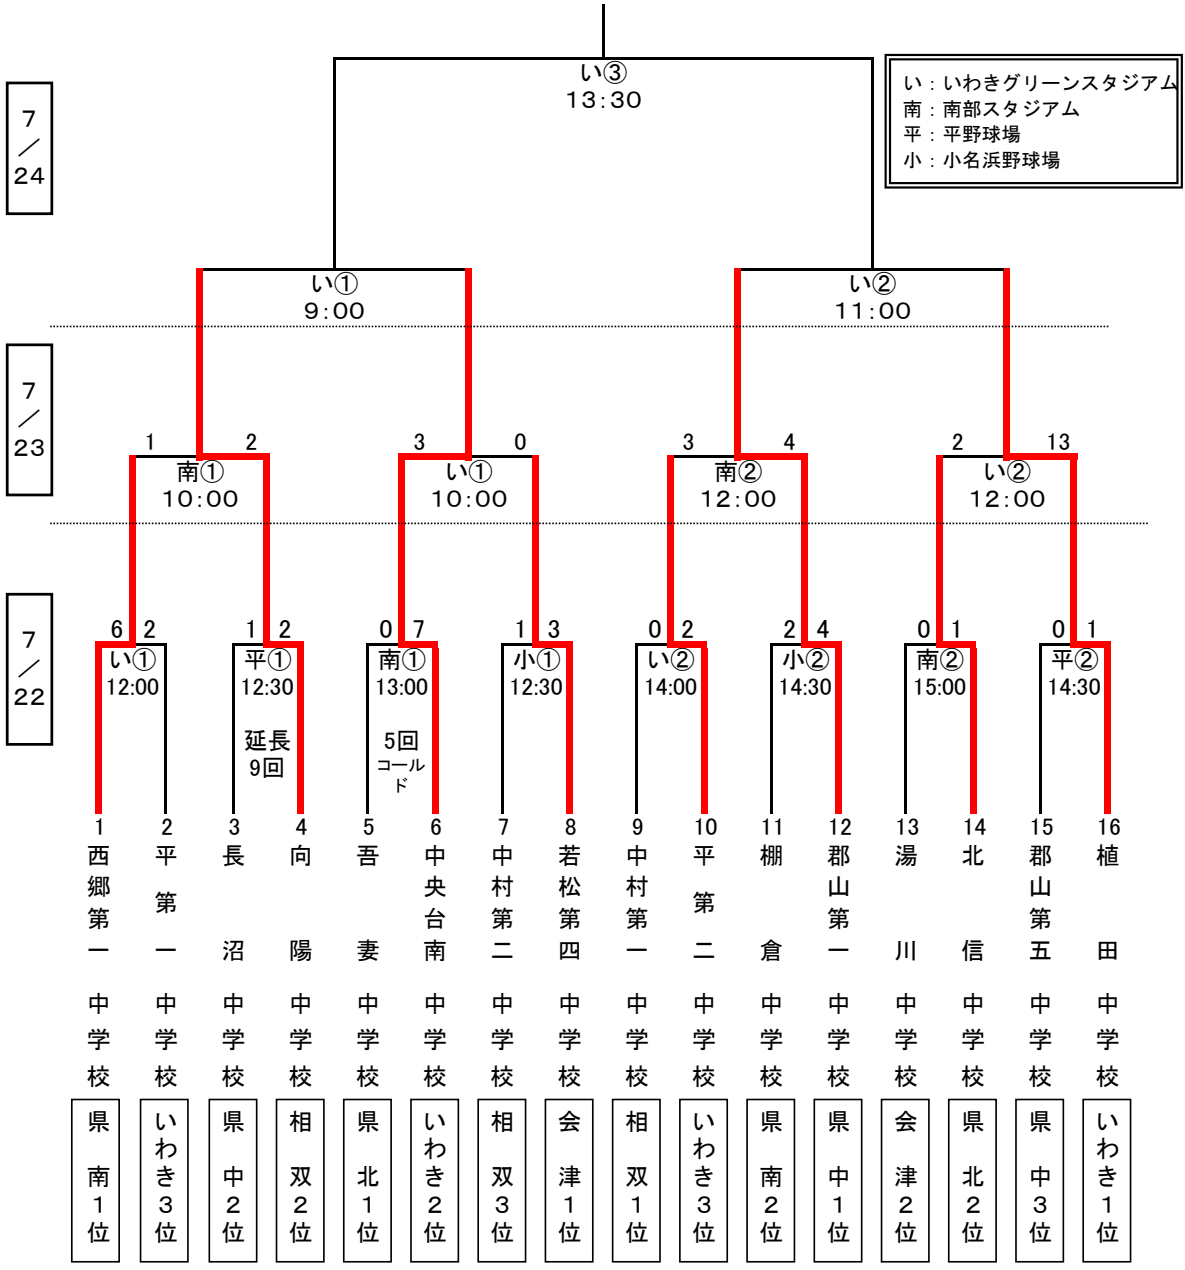 い③
13:30
い：いわきグリーンスタジアム
南：南部スタジアム
平：平野球場
小：小名浜野球場
7／24
い①
9:00
い②
11:00
7／23
1 2 3 0 3 4 2 13
南① い① 南② い②
10:00 10:00 12:00 12:00
7／22
6 2 1 2 0 7 1 3 0 2 2 4 0 1 0 1
い① 平① 南① 小① い② 小② 南② 平②
12:00 12:30 13:00 12:30 14:00 14:30 15:00 14:30
延長
9回
5回
コールド
1 西郷第一中学校 県南1位
2 平第一中学校 いわき3位
3 長沼中学校 県中2位
4 向陽中学校 相双2位
5 吾妻中学校 県北1位
6 中央台南中学校 いわき2位
7 中村第二中学校 相双3位
8 若松第四中学校 会津1位
9 中村第一中学校 相双1位
10 平第二中学校 いわき3位
11 棚倉中学校 県南2位
12 郡山第一中学校 県中1位
13 湯川中学校 会津2位
14 北信中学校 県北2位
15 郡山第五中学校 県中3位
16 植田中学校 いわき1位